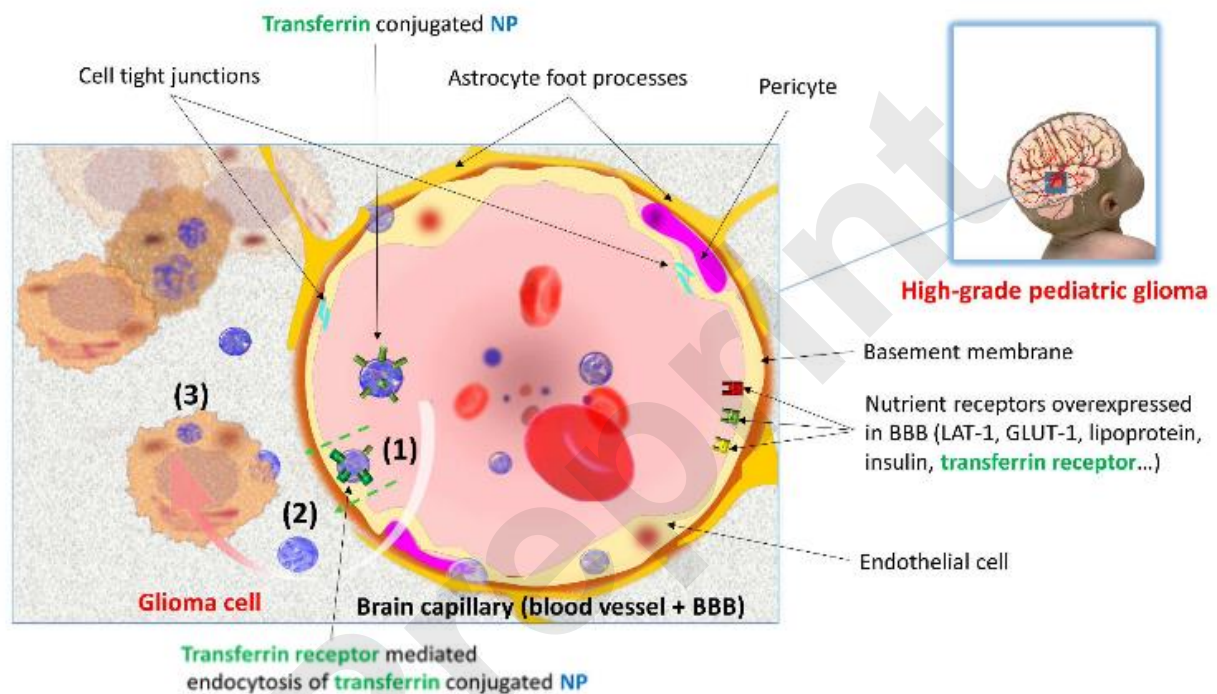 Transferrin conjugated NP
Cell tight junctions
Astrocyte foot processes
Pericyte
High-grade pediatric glioma
Basement membrane
Nutrient receptors overexpressed
in BBB (LAT-1, GLUT-1, lipoprotein,
insulin, transferrin receptor...)
Endothelial cell
(3)
(1)
(2)
Glioma cell
Brain capillary (blood vessel + BBB)
Transferrin receptor mediated
endocytosis of transferrin conjugated NP
preprint